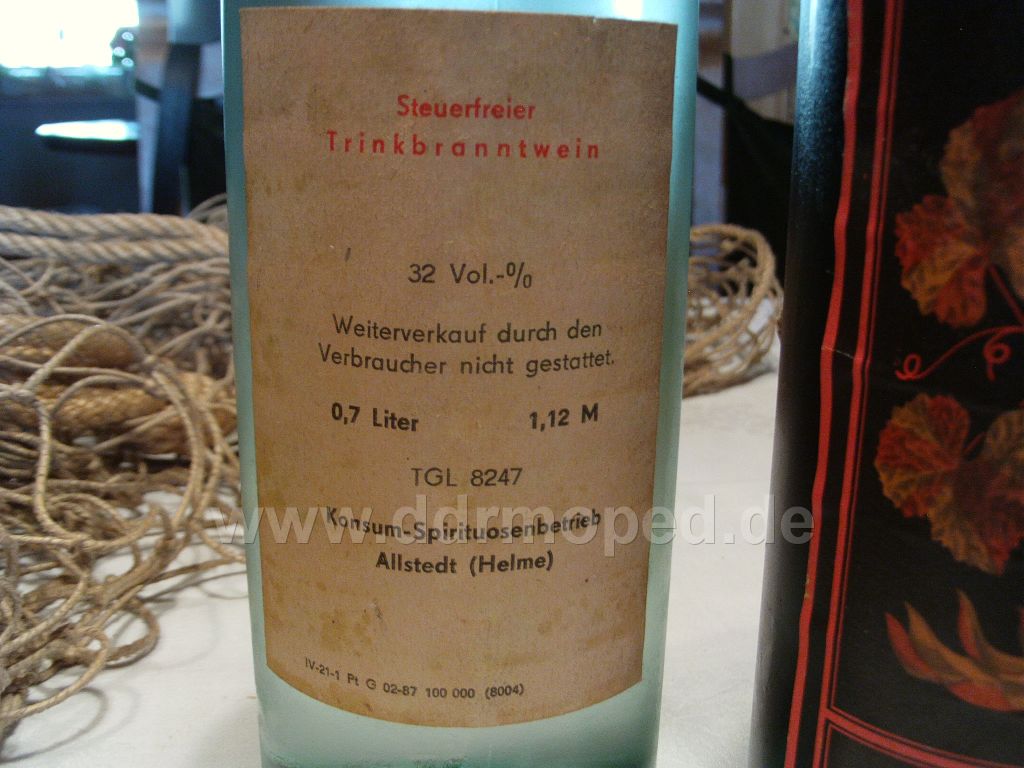 Steuerfreier
Trinkbranntwein
32 Vol.-%
Weiterverkauf durch den
Verbraucher nicht gestattet.
0,7 Liter 1,12 M
TGL 8247
www.ddrmoped.de
Konsum-Spirituosenbetrieb
Allstedt (Helme)
IV-21-1 Pt G 02-87 100 000 (8004)